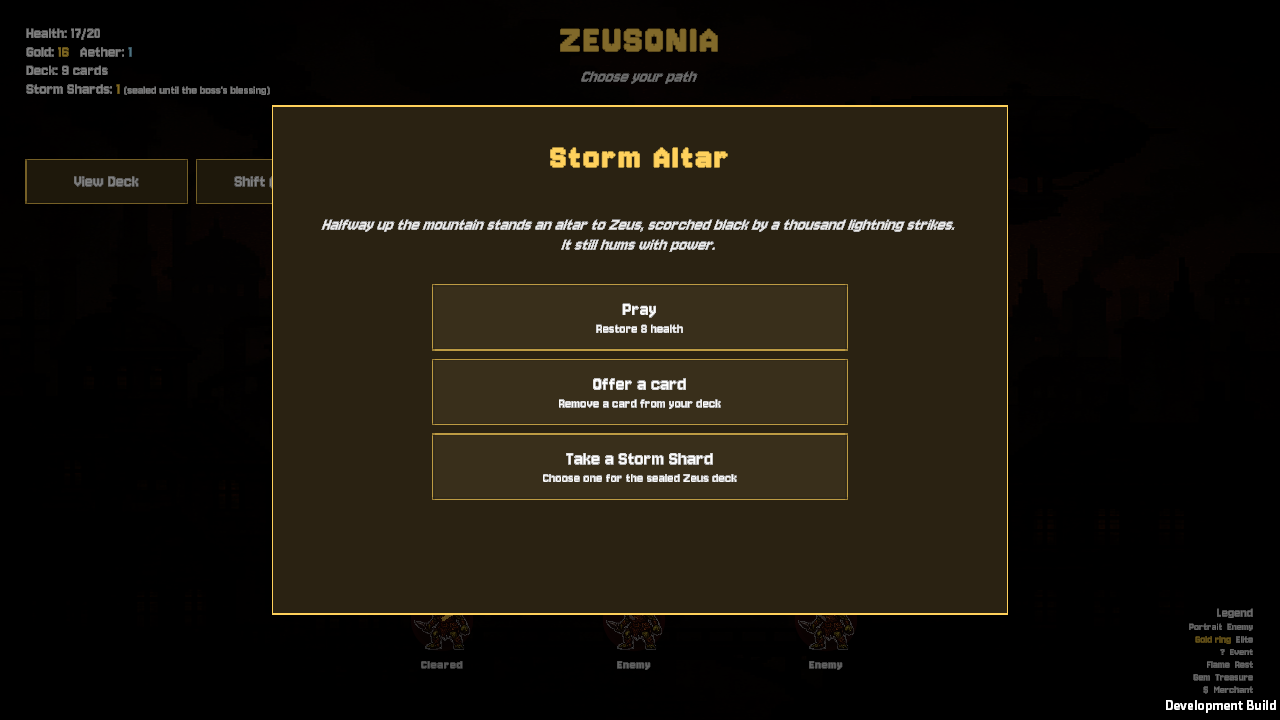 Health: 17/20
Gold: 16 Aether: 1
Deck: 9 cards
Storm Shards: 1 (sealed until the boss's blessing)
ZEUSONIA
Choose your path
View Deck
Shift
Storm Altar
Halfway up the mountain stands an altar to Zeus, scorched black by a thousand lightning strikes.
It still hums with power.
Pray
Restore 8 health
Offer a card
Remove a card from your deck
Take a Storm Shard
Choose one for the sealed Zeus deck
Cleared
Enemy
Enemy
Legend
Portrait Enemy
Gold ring Elite
? Event
Flame Rest
Gem Treasure
$ Merchant
Development Build